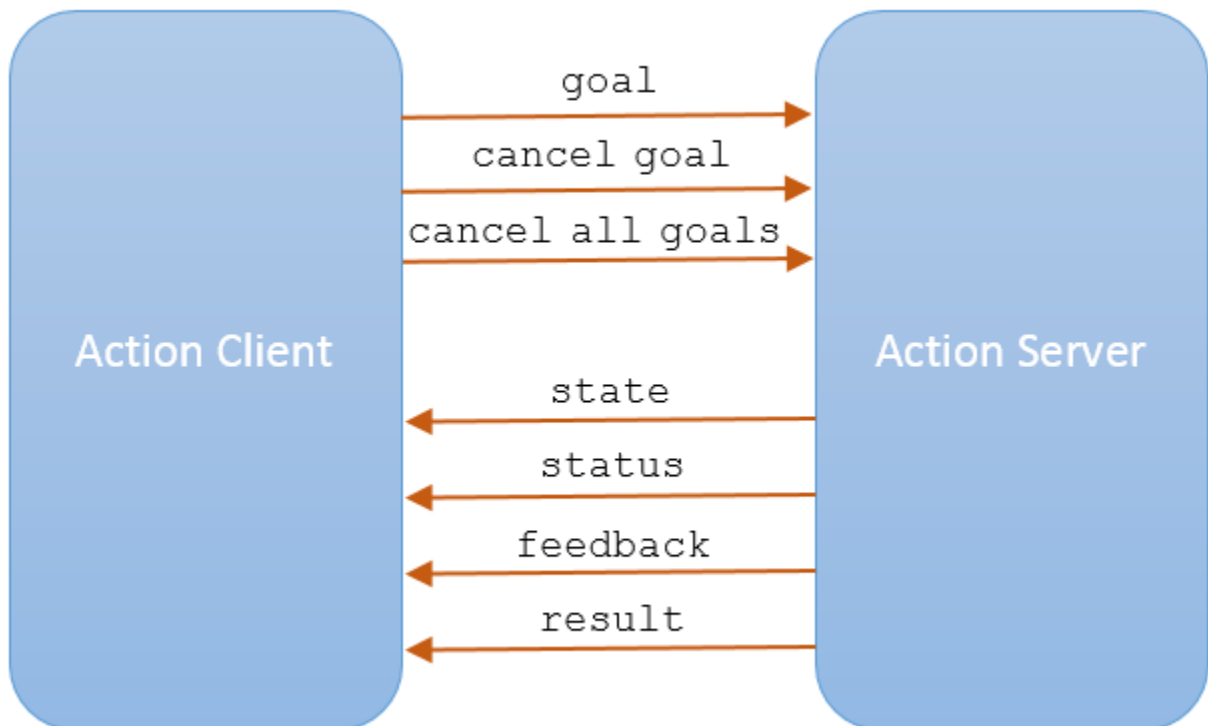 goal
cancel goal
cancel all goals
Action Client
Action Server
state
status
feedback
result